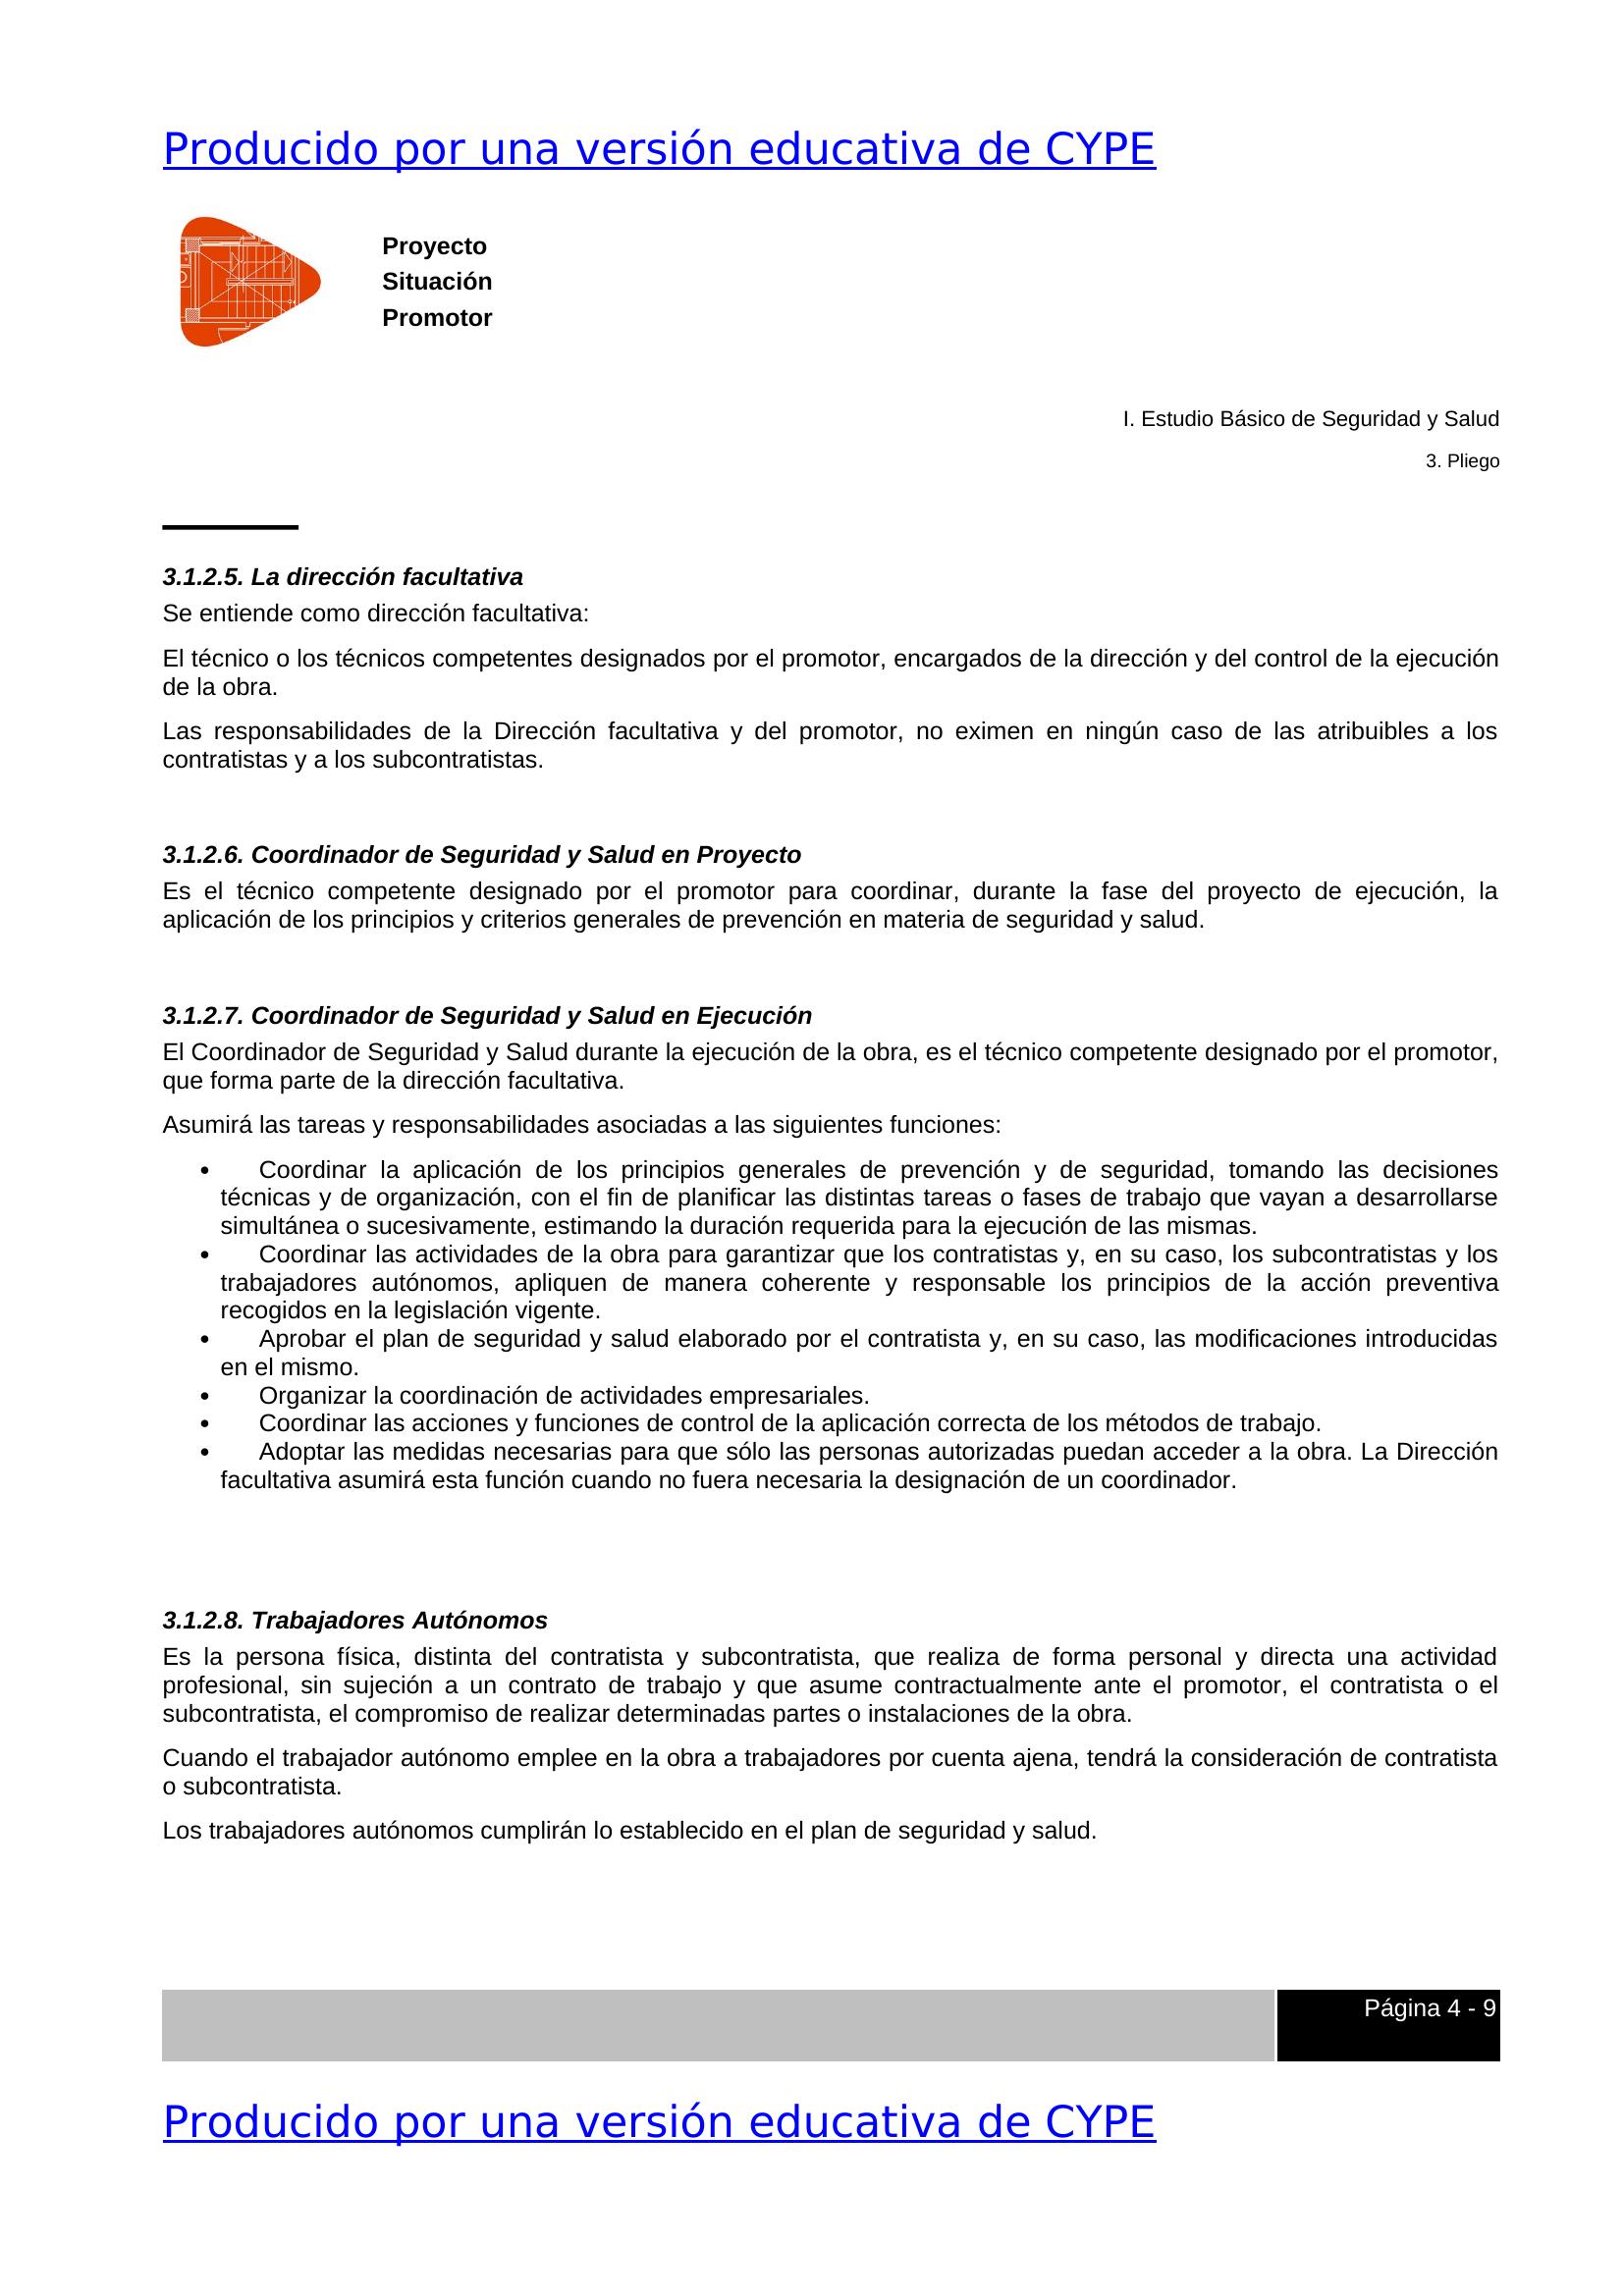 Producido por una versión educativa de CYPE
Proyecto
Situación
Promotor
I. Estudio Básico de Seguridad y Salud
3. Pliego
3.1.2.5. La dirección facultativa
Se entiende como dirección facultativa:
El técnico o los técnicos competentes designados por el promotor, encargados de la dirección y del control de la ejecución
de la obra.
Las responsabilidades de la Dirección facultativa y del promotor, no eximen en ningún caso de las atribuibles a los
contratistas y a los subcontratistas.
3.1.2.6. Coordinador de Seguridad y Salud en Proyecto
Es el técnico competente designado por el promotor para coordinar, durante la fase del proyecto de ejecución, la
aplicación de los principios y criterios generales de prevención en materia de seguridad y salud.
3.1.2.7. Coordinador de Seguridad y Salud en Ejecución
El Coordinador de Seguridad y Salud durante la ejecución de la obra, es el técnico competente designado por el promotor,
que forma parte de la dirección facultativa.
Asumirá las tareas y responsabilidades asociadas a las siguientes funciones:
• Coordinar la aplicación de los principios generales de prevención y de seguridad, tomando las decisiones
técnicas y de organización, con el fin de planificar las distintas tareas o fases de trabajo que vayan a desarrollarse
simultánea o sucesivamente, estimando la duración requerida para la ejecución de las mismas.
• Coordinar las actividades de la obra para garantizar que los contratistas y, en su caso, los subcontratistas y los
trabajadores autónomos, apliquen de manera coherente y responsable los principios de la acción preventiva
recogidos en la legislación vigente.
• Aprobar el plan de seguridad y salud elaborado por el contratista y, en su caso, las modificaciones introducidas
en el mismo.
• Organizar la coordinación de actividades empresariales.
• Coordinar las acciones y funciones de control de la aplicación correcta de los métodos de trabajo.
• Adoptar las medidas necesarias para que sólo las personas autorizadas puedan acceder a la obra. La Dirección
facultativa asumirá esta función cuando no fuera necesaria la designación de un coordinador.
3.1.2.8. Trabajadores Autónomos
Es la persona física, distinta del contratista y subcontratista, que realiza de forma personal y directa una actividad
profesional, sin sujeción a un contrato de trabajo y que asume contractualmente ante el promotor, el contratista o el
subcontratista, el compromiso de realizar determinadas partes o instalaciones de la obra.
Cuando el trabajador autónomo emplee en la obra a trabajadores por cuenta ajena, tendrá la consideración de contratista
o subcontratista.
Los trabajadores autónomos cumplirán lo establecido en el plan de seguridad y salud.
Página 4 - 9
Producido por una versión educativa de CYPE